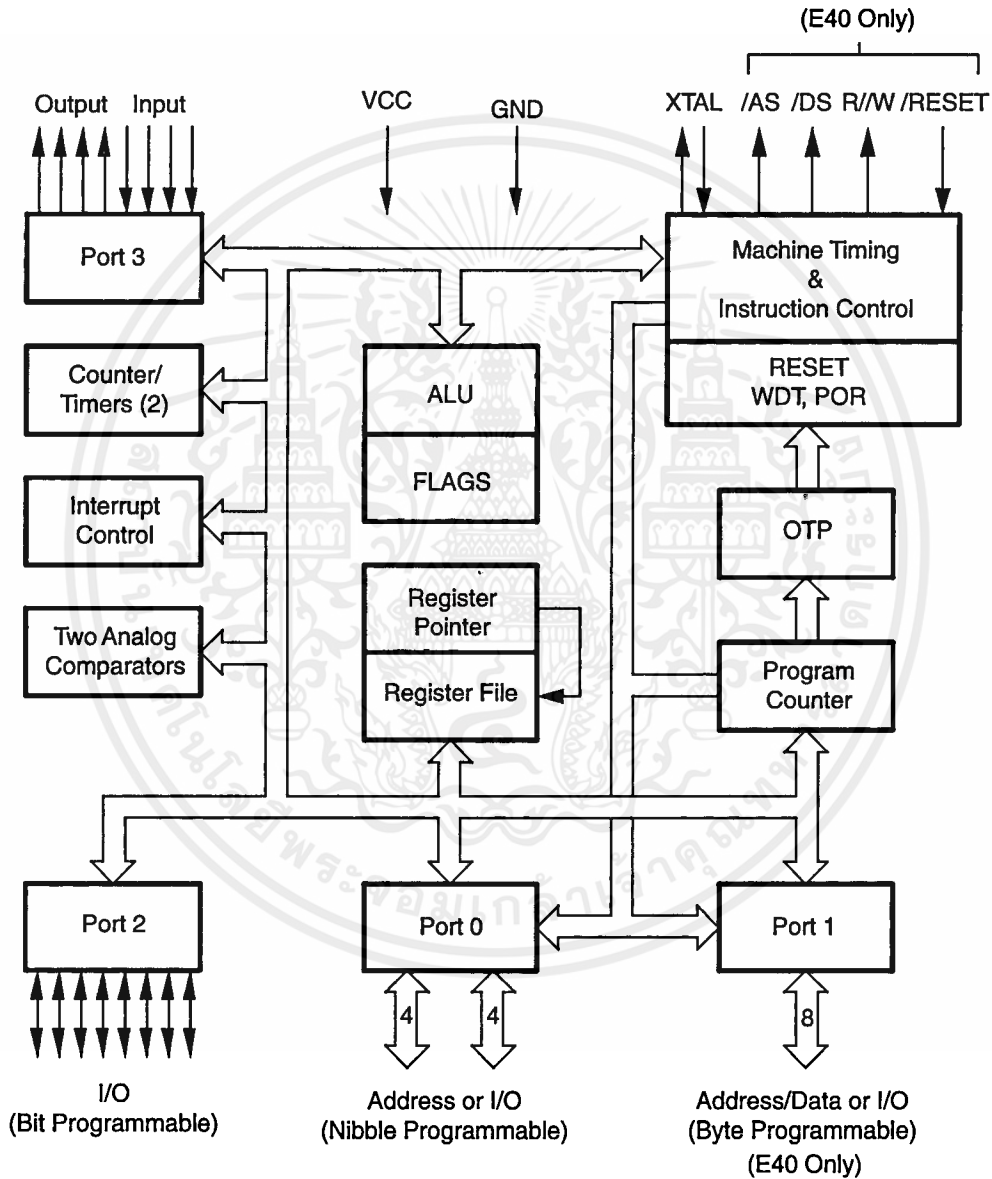 (E40 Only)
Output Input
VCC
GND
XTAL /AS /DS R//W /RESET
Port 3
Machine Timing
&
Instruction Control
RESET
WDT, POR
Counter/
Timers (2)
ALU
FLAGS
Interrupt
Control
OTP
Two Analog
Comparators
Register
Pointer
Register File
Program
Counter
Port 2
Port 0
Port 1
4
4
8
I/O
(Bit Programmable)
Address or I/O
(Nibble Programmable)
Address/Data or I/O
(Byte Programmable)
(E40 Only)